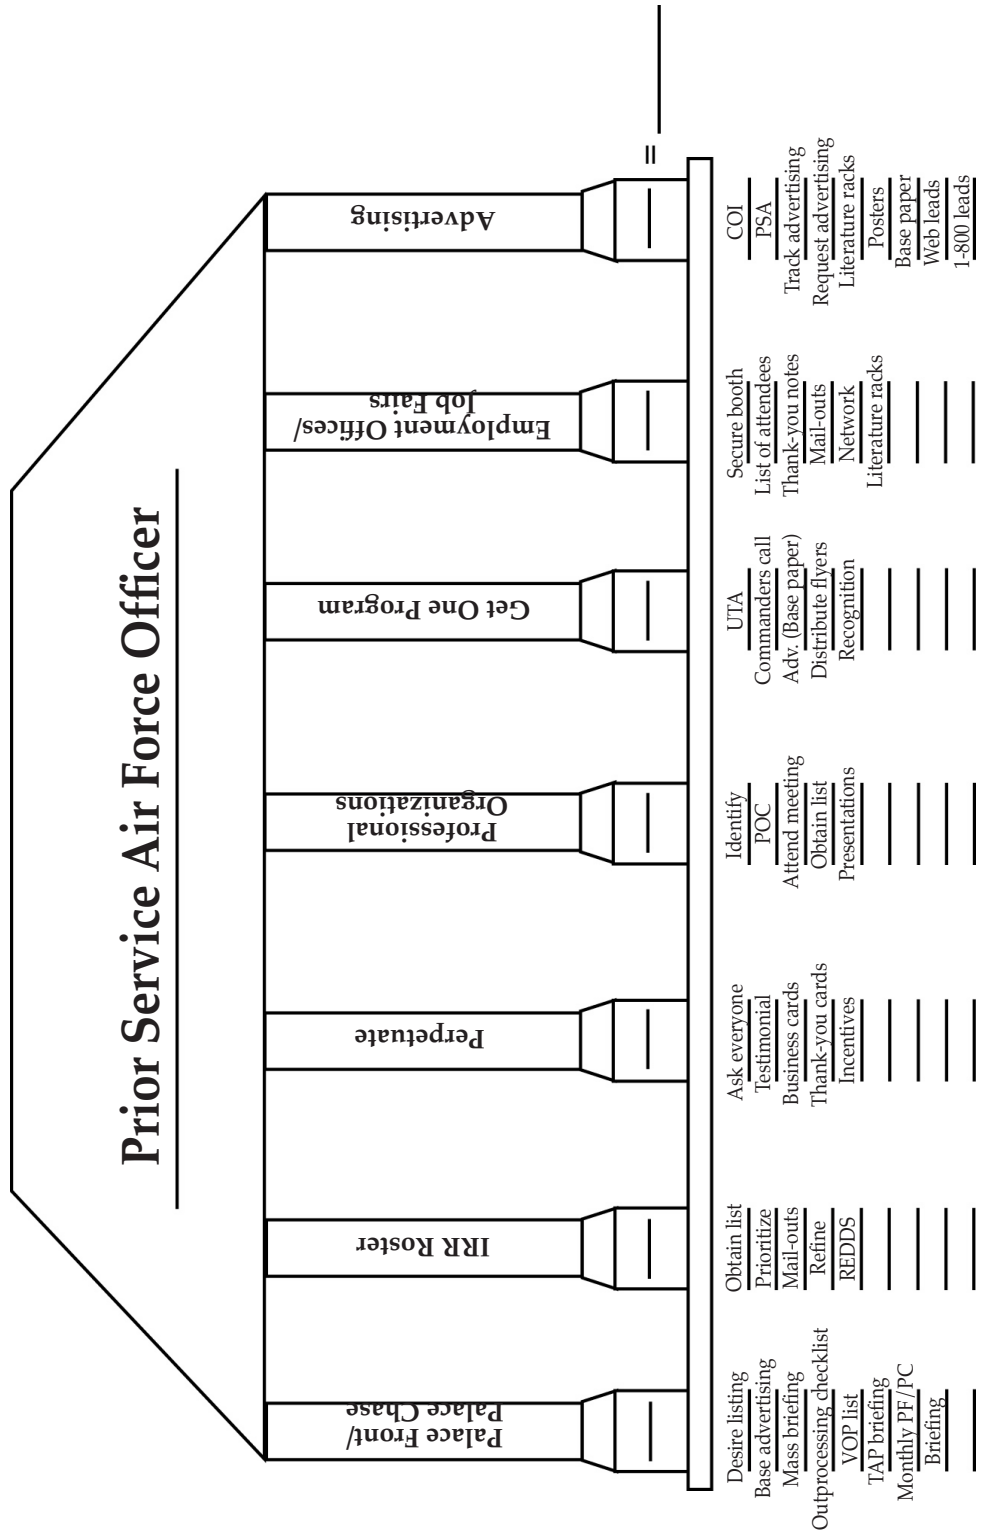 Prior Service Air Force Officer
Palace Front/
Palace Chase
IRR Roster
Perpetuate
Professional
Organizations
Get One Program
Employment Offices/
Job Fairs
Advertising
=
Desire listing
Base advertising
Mass briefing
Outprocessing checklist
VOP list
TAP briefing
Monthly PF/PC
Briefing
Obtain list
Prioritize
Mail-outs
Refine
REDDS
Ask everyone
Testimonial
Business cards
Thank-you cards
Incentives
Identify
POC
Attend meeting
Obtain list
Presentations
UTA
Commanders call
Adv. (Base paper)
Distribute flyers
Recognition
Secure booth
List of attendees
Thank-you notes
Mail-outs
Network
Literature racks
COI
PSA
Track advertising
Request advertising
Literature racks
Posters
Base paper
Web leads
1-800 leads